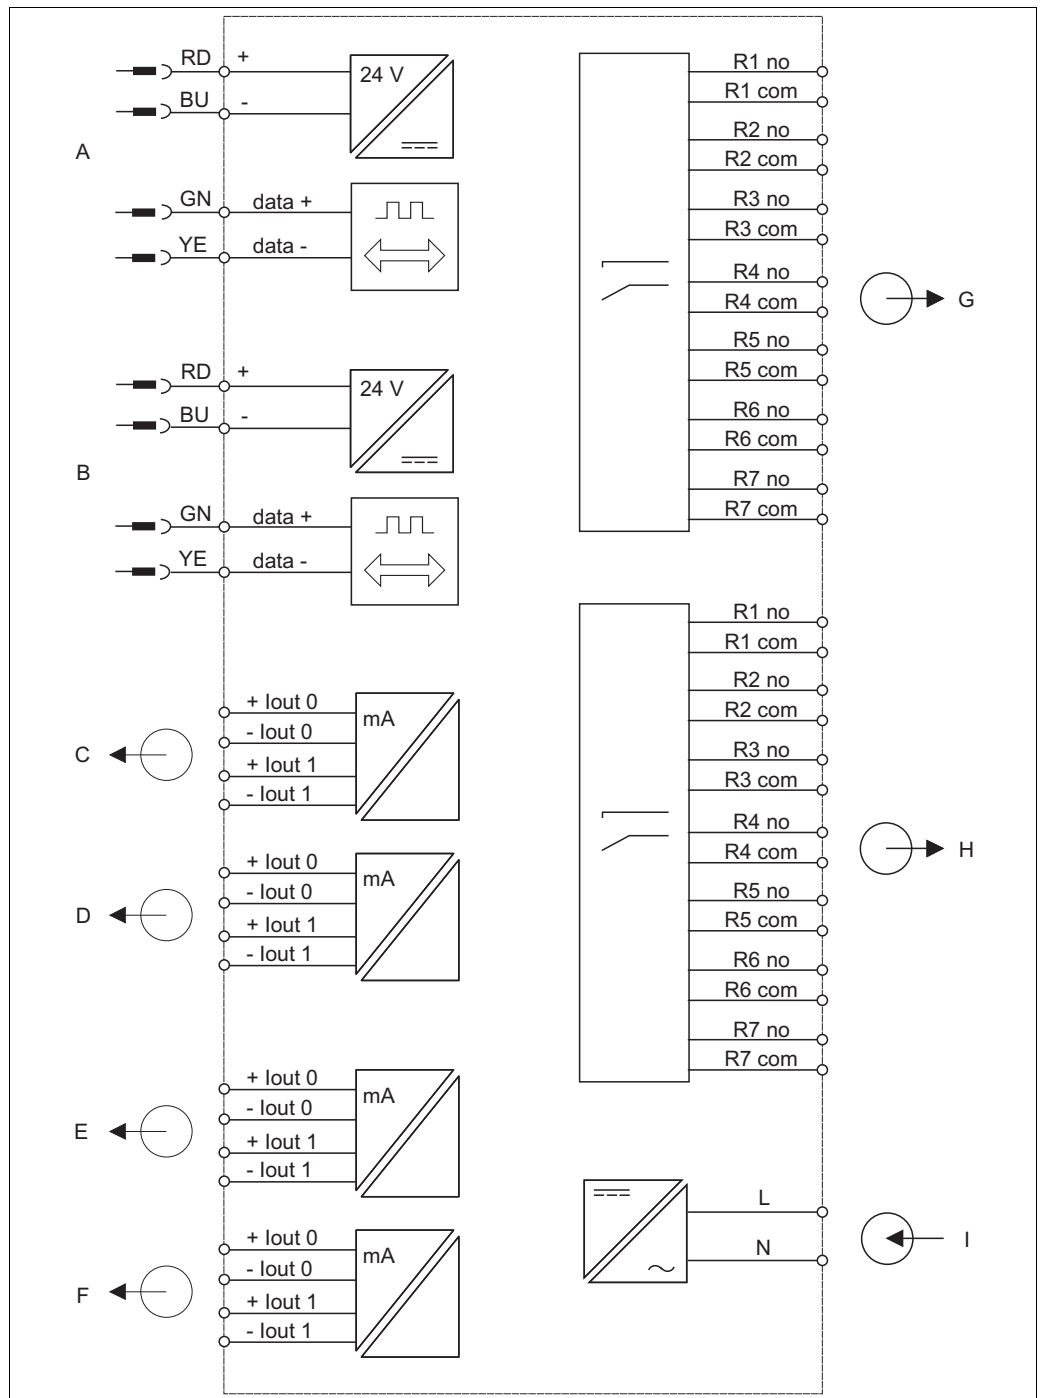 RD +
24 V
BU -
A
GN data +
YE data -
RD +
24 V
BU -
B
GN data +
YE data -
+ Iout 0
mA
- Iout 0
C
+ Iout 1
- Iout 1
+ Iout 0
mA
- Iout 0
D
+ Iout 1
- Iout 1
+ Iout 0
mA
- Iout 0
E
+ Iout 1
- Iout 1
+ Iout 0
mA
- Iout 0
F
+ Iout 1
- Iout 1
R1 no
R1 com
R2 no
R2 com
R3 no
R3 com
R4 no
G
R4 com
R5 no
R5 com
R6 no
R6 com
R7 no
R7 com
R1 no
R1 com
R2 no
R2 com
R3 no
R3 com
R4 no
H
R4 com
R5 no
R5 com
R6 no
R6 com
R7 no
R7 com
L
I
N